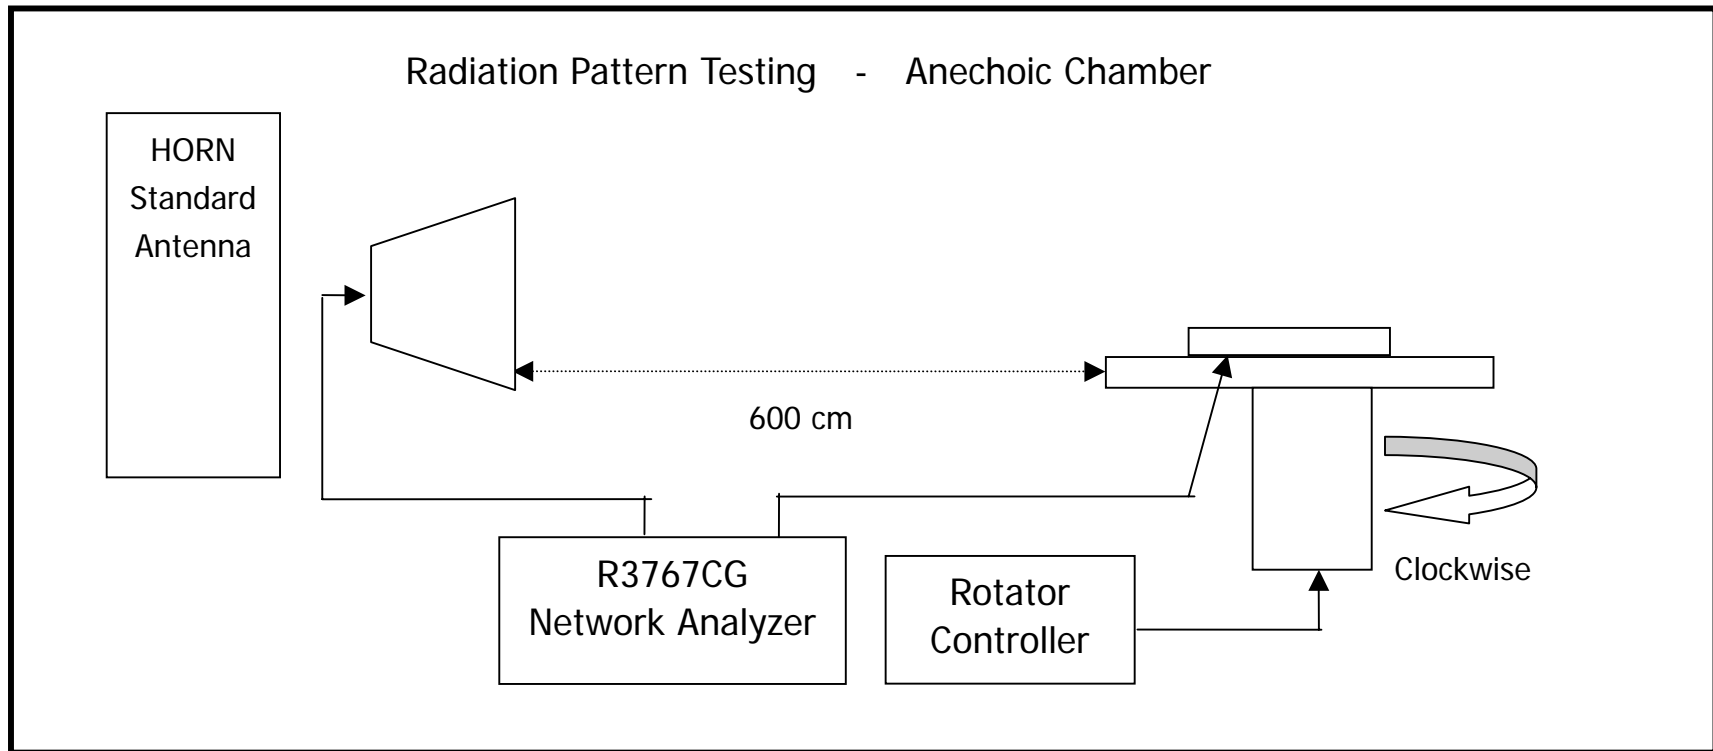 Radiation Pattern Testing - Anechoic Chamber
HORN
Standard
Antenna
600 cm
R3767CG
Network Analyzer
Rotator
Controller
Clockwise